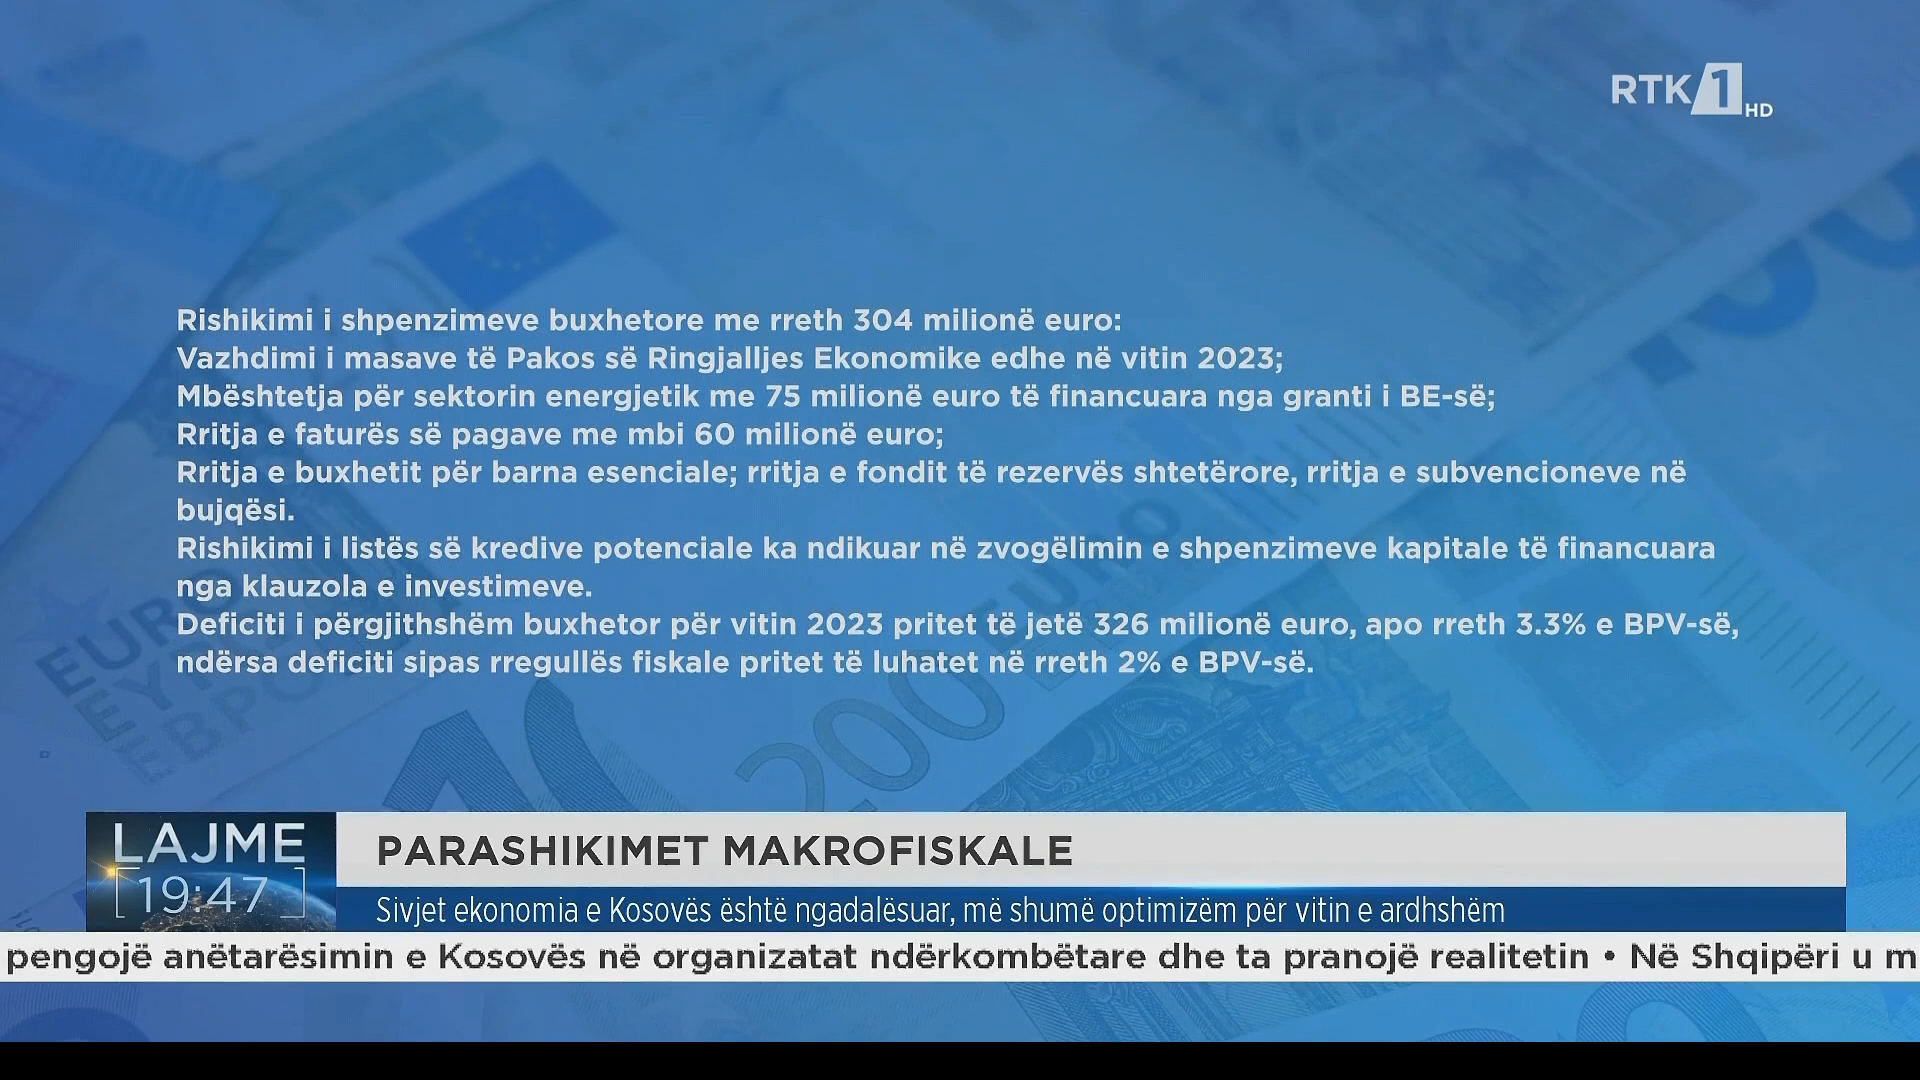 RTK 1 HD
Rishikimi i shpenzimeve buxhetore me rreth 304 milionë euro:
Vazhdimi i masave të Pakos së Ringjalljes Ekonomike edhe në vitin 2023;
Mbështetja për sektorin energjetik me 75 milionë euro të financuara nga granti i BE-së;
Rritja e faturës së pagave me mbi 60 milionë euro;
Rritja e buxhetit për barna esenciale; rritja e fondit të rezervës shtetërore, rritja e subvencioneve në
bujqësi.
Rishikimi i listës së kredive potenciale ka ndikuar në zvogëlimin e shpenzimeve kapitale të financuara
nga klauzola e investimeve.
Deficiti i përgjithshëm buxhetor për vitin 2023 pritet të jetë 326 milionë euro, apo rreth 3.3% e BPV-së,
ndërsa deficiti sipas rregullës fiskale pritet të luhatet në rreth 2% e BPV-së.
EURO
200 EURO
LAJME
19:47
PARASHIKIMET MAKROFISKALE
Sivjet ekonomia e Kosovës është ngadalësuar, më shumë optimizëm për vitin e ardhshëm
pengojë anëtarësimin e Kosovës në organizatat ndërkombëtare dhe ta pranojë realitetin • Në Shqipëri u m